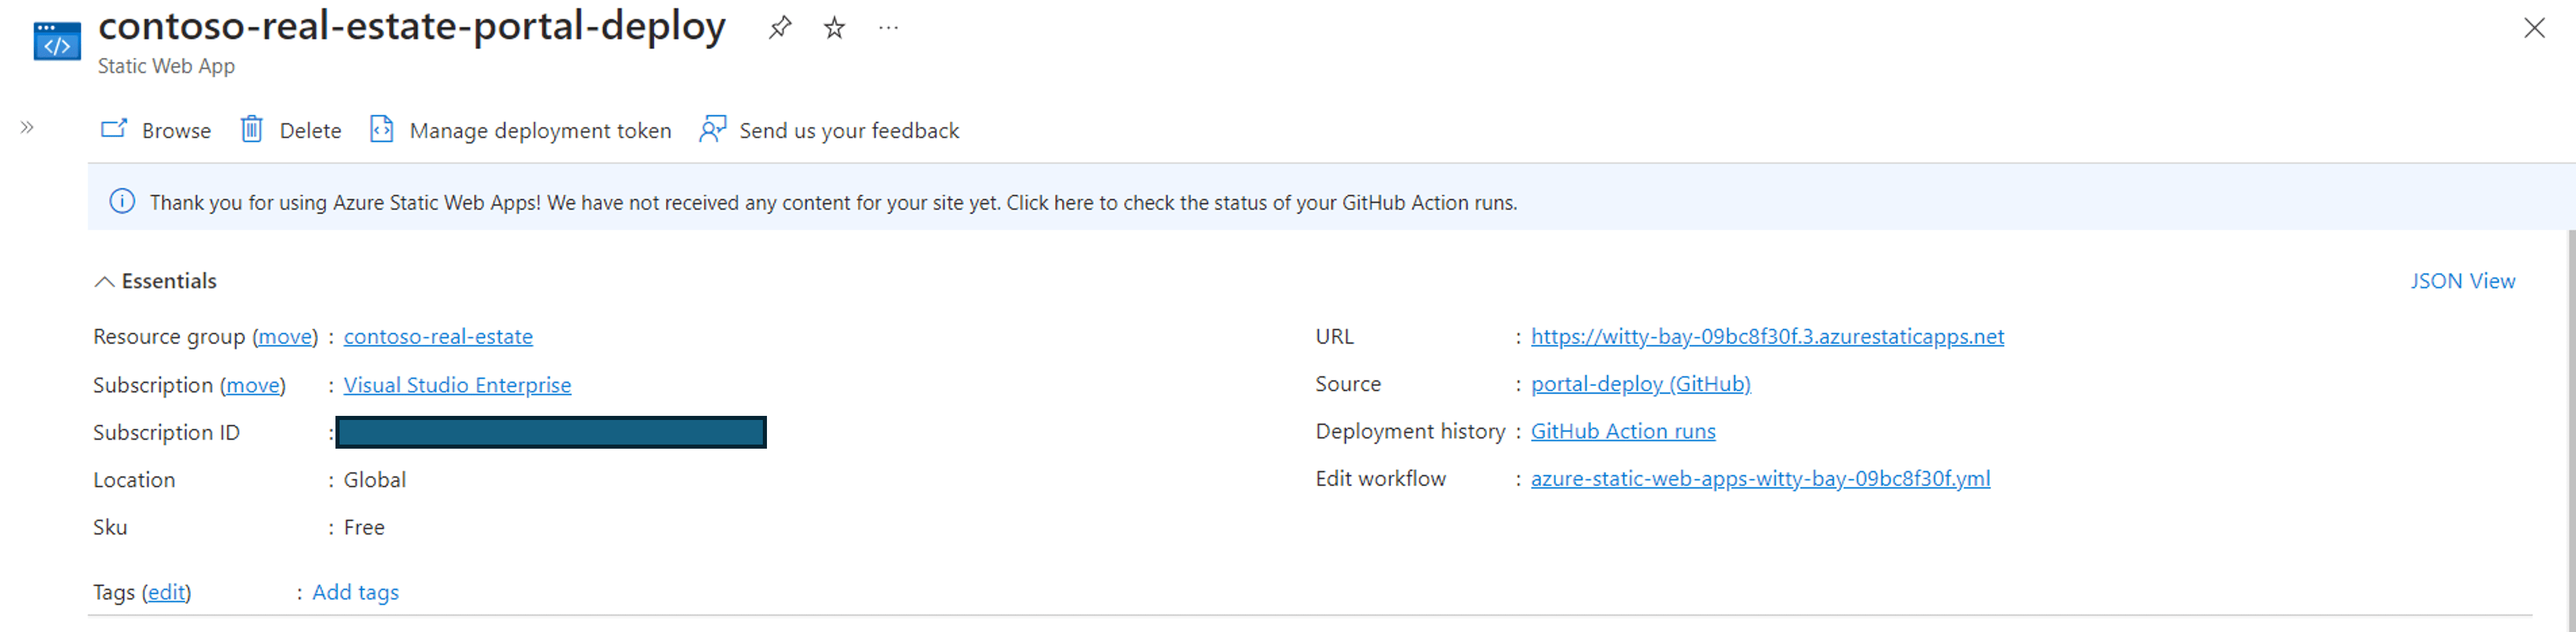 contoso-real-estate-portal-deploy
Static Web App
Browse Delete Manage deployment token Send us your feedback
Thank you for using Azure Static Web Apps! We have not received any content for your site yet. Click here to check the status of your GitHub Action runs.
Essentials
JSON View
Resource group (move) : contoso-real-estate
Subscription (move) : Visual Studio Enterprise
Subscription ID :
Location : Global
Sku : Free
URL : https://witty-bay-09bc8f30f.3.azurestaticapps.net
Source : portal-deploy (GitHub)
Deployment history : GitHub Action runs
Edit workflow : azure-static-web-apps-witty-bay-09bc8f30f.yml
Tags (edit) : Add tags